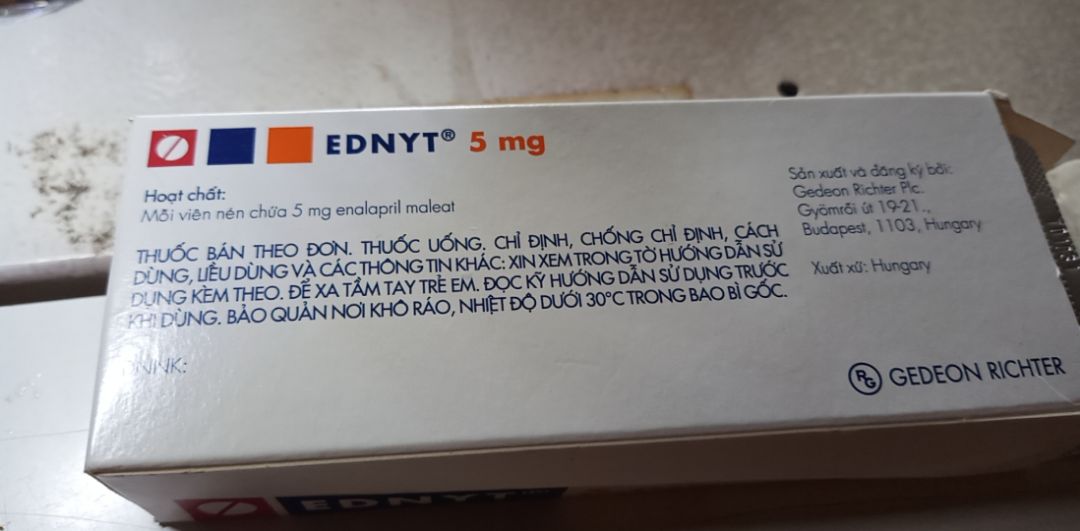 EDNYT® 5 mg
Hoạt chất:
Mỗi viên nén chứa 5 mg enalapril maleat
THUỐC BÁN THEO ĐƠN. THUỐC UỐNG. CHỈ ĐỊNH, CHỐNG CHỈ ĐỊNH, CÁCH
DÙNG, LIỀU DÙNG VÀ CÁC THÔNG TIN KHÁC: XIN XEM TRONG TỜ HƯỚNG DẪN SỬ
DỤNG KÈM THEO. ĐỂ XA TẦM TAY TRẺ EM. ĐỌC KỸ HƯỚNG DẪN SỬ DỤNG TRƯỚC
KHI DÙNG. BẢO QUẢN NƠI KHÔ RÁO, NHIỆT ĐỘ DƯỚI 30°C TRONG BAO BÌ GỐC.
DNNK:
Sản xuất và đăng ký bởi:
Gedeon Richter Plc.
Gyömrői út 19-21.,
Budapest, 1103, Hungary
Xuất xứ: Hungary
RG GEDEON RICHTER
EDNYT